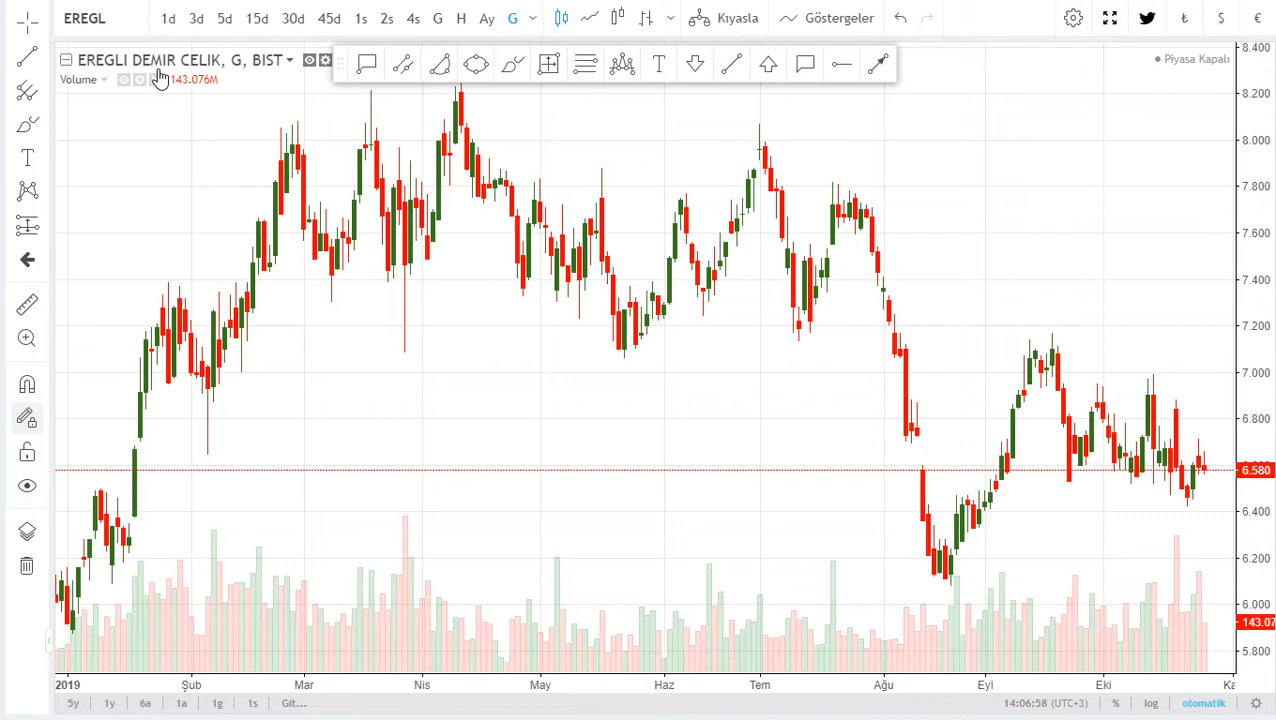 EREGL 1d 3d 5d 15d 30d 45d 1s 2s 4s G H Ay G Kıyasla Göstergeler ₺ $ €
EREGLI DEMIR CELIK, G, BIST
Piyasa Kapalı
Volume 143.076M
T
T
8.400
8.200
8.000
7.800
7.600
7.400
7.200
7.000
6.800
6.580
6.400
6.200
6.000
143.07
5.800
2019 Şub Mar Nis May Haz Tem Ağu Eyl Eki Ka
5y 1y 6a 1a 1g 1s Git... 14:06:58 (UTC+3) % log otomatik